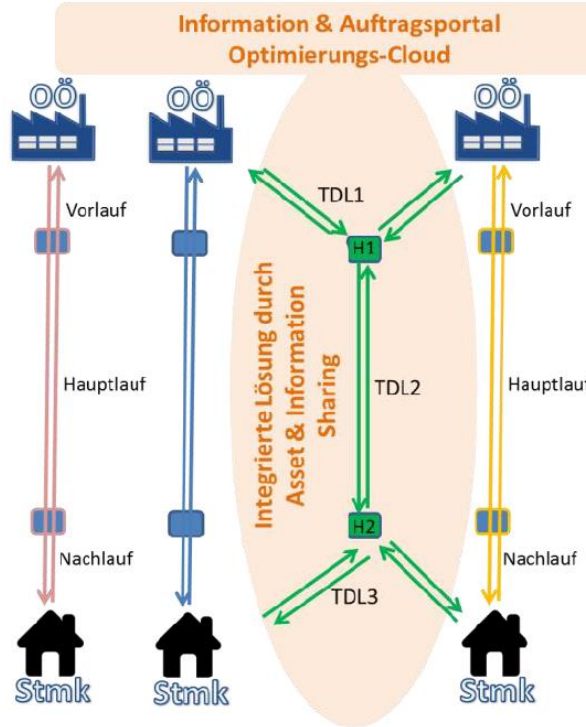 Information & Auftragsportal
Optimierungs-Cloud
OÖ
OÖ
OÖ
Vorlauf
TDL1
Vorlauf
H1
Integrierte Lösung durch
Asset & Information
Sharing
Hauptlauf
TDL2
Hauptlauf
H2
Nachlauf
TDL3
Nachlauf
Stmk
Stmk
Stmk